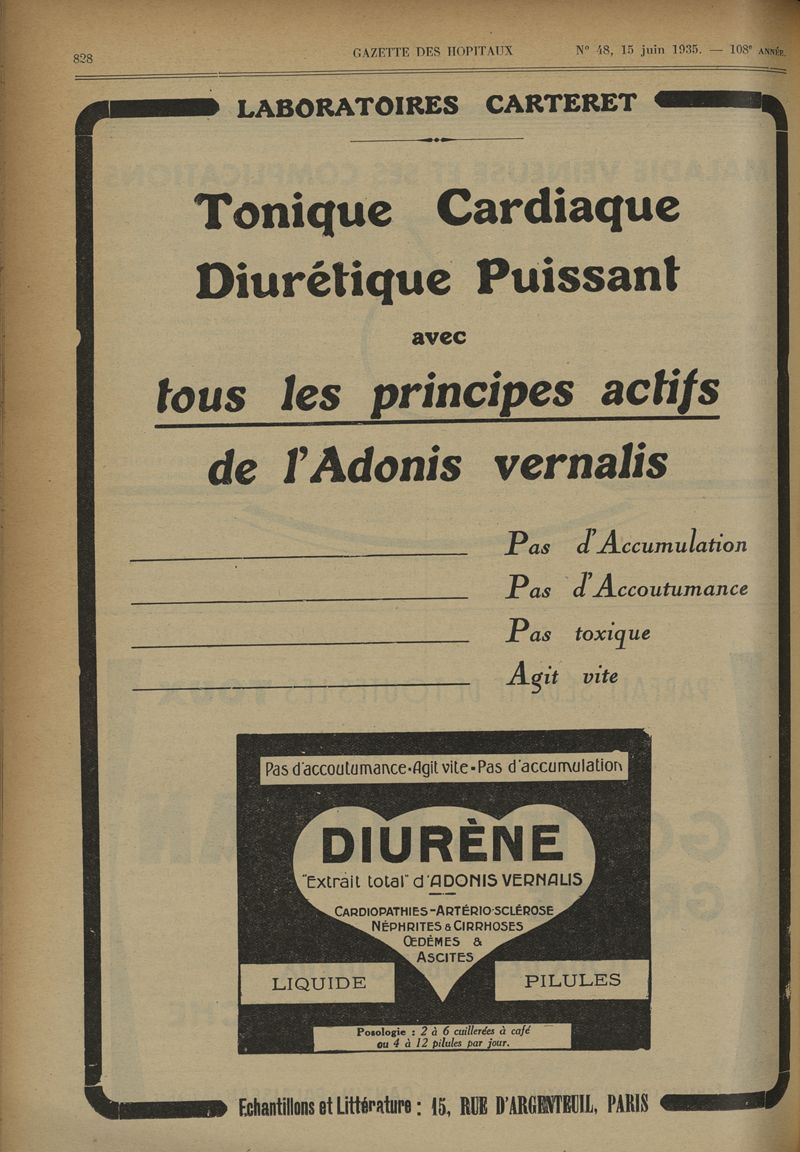 828
GAZETTE DES HOPITAUX
N° 48, 15 juin 1935. — 108e ANNÉE.
LABORATOIRES CARTERET
Tonique Cardiaque
Diurétique Puissant
avec
tous les principes actifs
de l'Adonis vernalis
Pas d'Accumulation
Pas d'Accoutumance
Pas toxique
Agit vite
Pas d'accoutumance-Agit vite-Pas d'accumulation
DIURÈNE
"Extrait total" d'ADONIS VERNALIS
CARDIOPATHIES-ARTÉRIO-SCLÉROSE
NÉPHRITES & CIRRHOSES
ŒDÈMES &
ASCITES
LIQUIDE
PILULES
Posologie : 2 à 6 cuillerées à café
ou 4 à 12 pilules par jour.
Echantillons et Littérature : 15, RUE D'ARGENTEUIL, PARIS